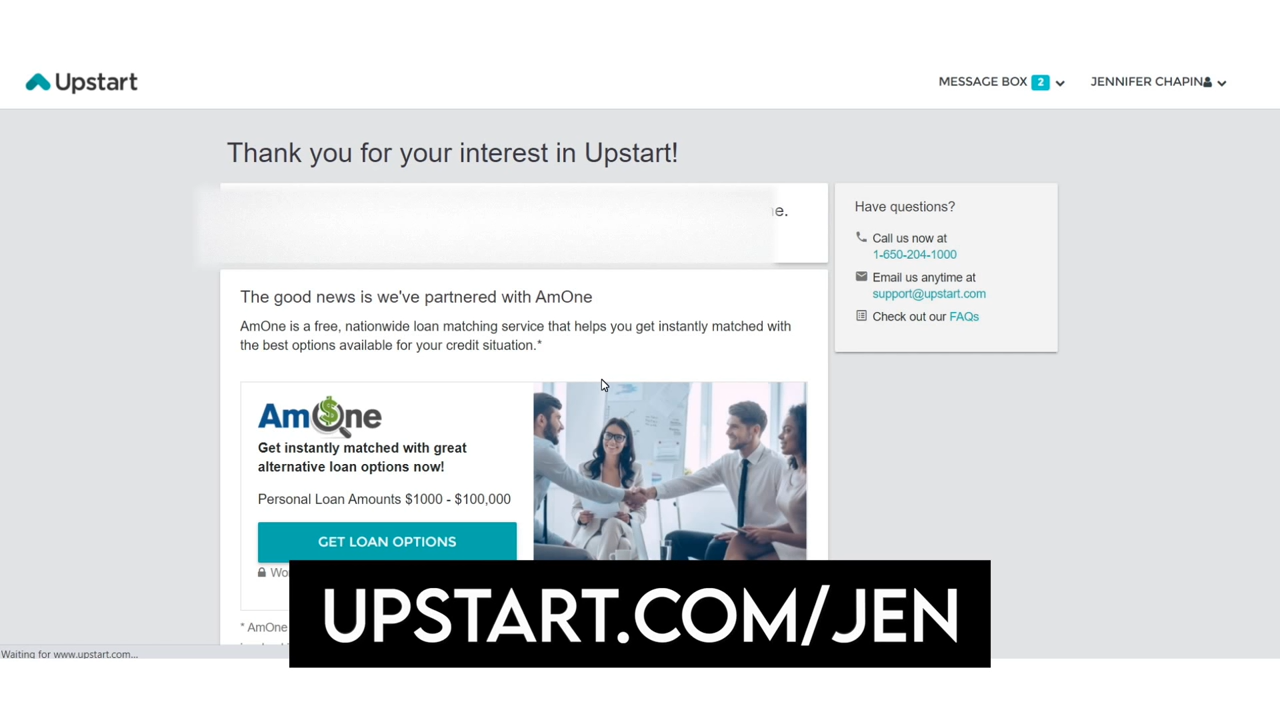 Upstart
MESSAGE BOX 2
JENNIFER CHAPIN
Thank you for your interest in Upstart!
The good news is we've partnered with AmOne
AmOne is a free, nationwide loan matching service that helps you get instantly matched with
the best options available for your credit situation.*
AmOne
Get instantly matched with great
alternative loan options now!
Personal Loan Amounts $1000 - $100,000
GET LOAN OPTIONS
* AmOne
Have questions?
Call us now at
1-650-204-1000
Email us anytime at
support@upstart.com
Check out our FAQs
UPSTART.COM/JEN
Waiting for www.upstart.com...